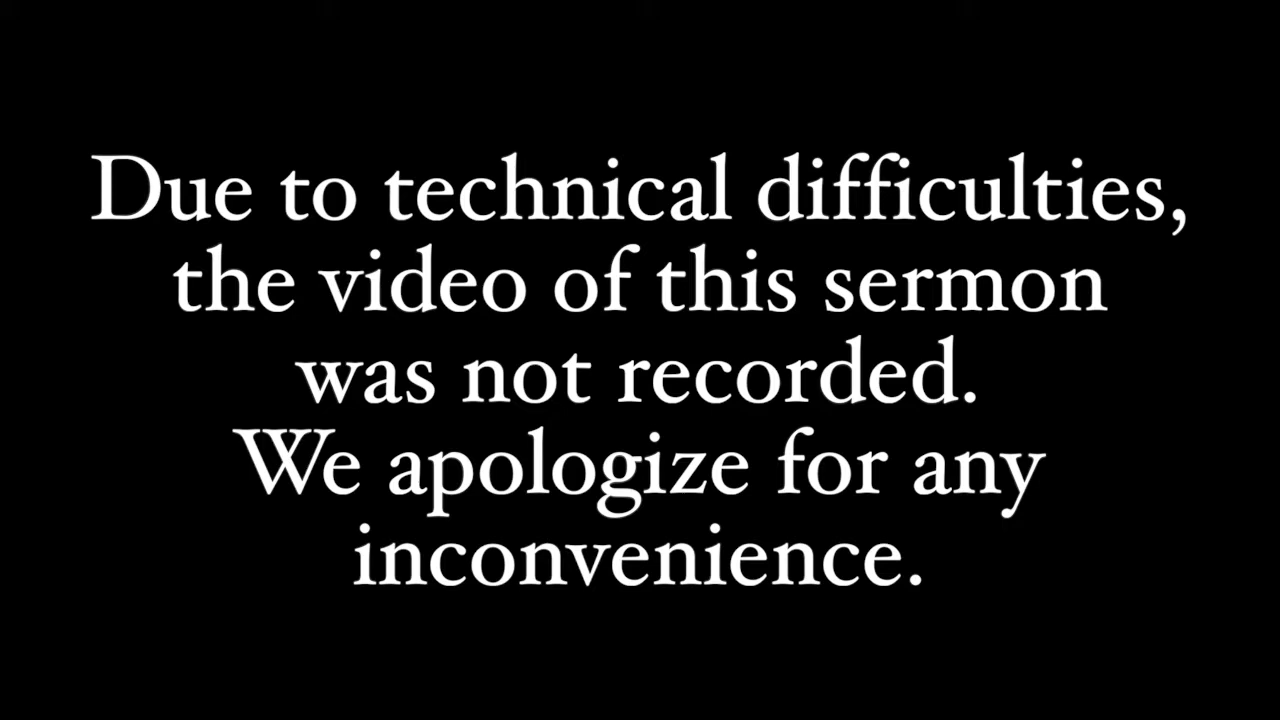 Due to technical difficulties,
the video of this sermon
was not recorded.
We apologize for any
inconvenience.